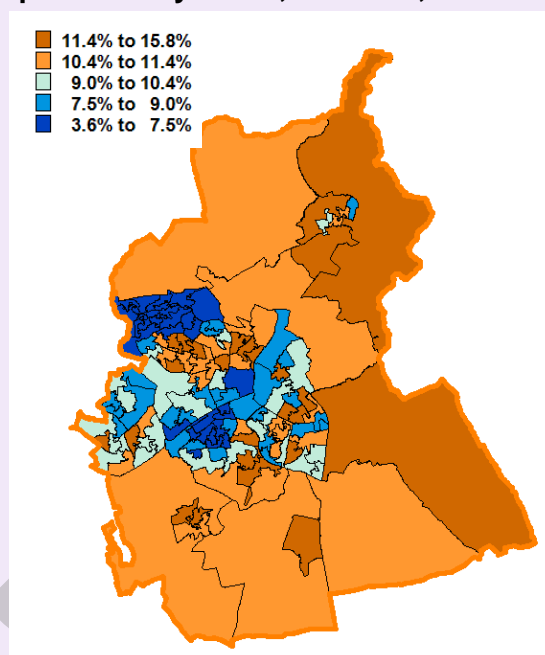 11.4% to 15.8%
10.4% to 11.4%
9.0% to 10.4%
7.5% to 9.0%
3.6% to 7.5%